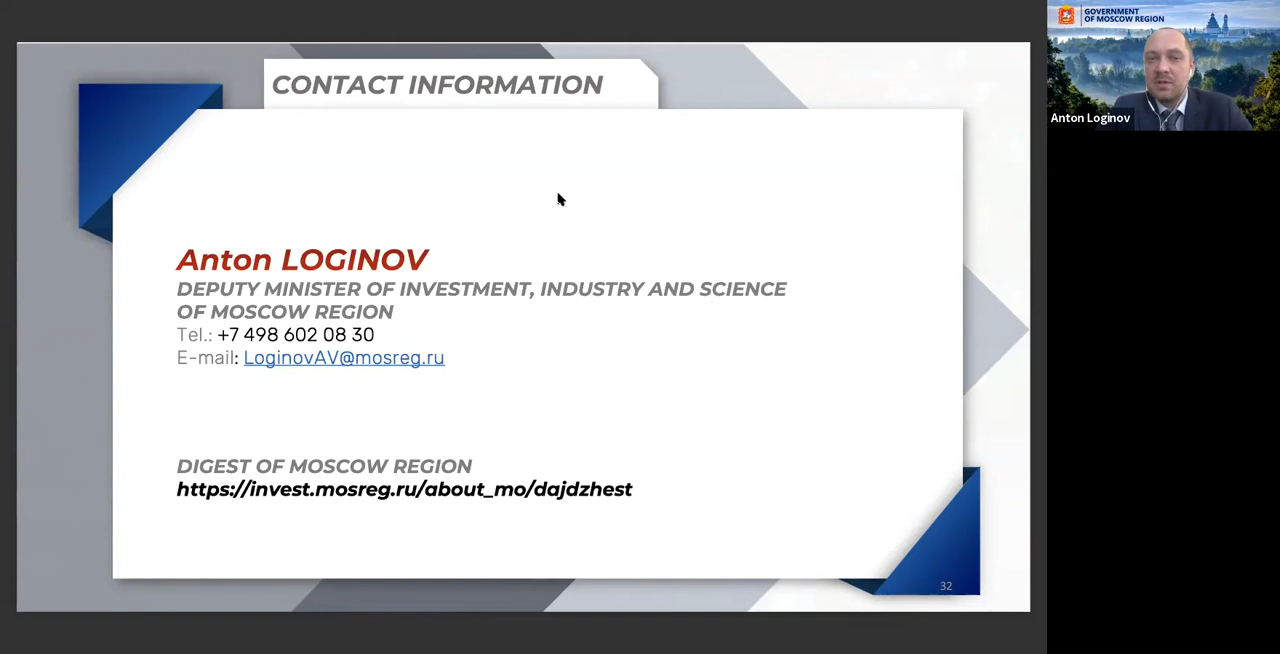 CONTACT INFORMATION
Anton LOGINOV
DEPUTY MINISTER OF INVESTMENT, INDUSTRY AND SCIENCE
OF MOSCOW REGION
Tel.: +7 498 602 08 30
E-mail: LoginovAV@mosreg.ru
DIGEST OF MOSCOW REGION
https://invest.mosreg.ru/about_mo/dajdzhest
32
GOVERNMENT
OF MOSCOW REGION
Anton Loginov